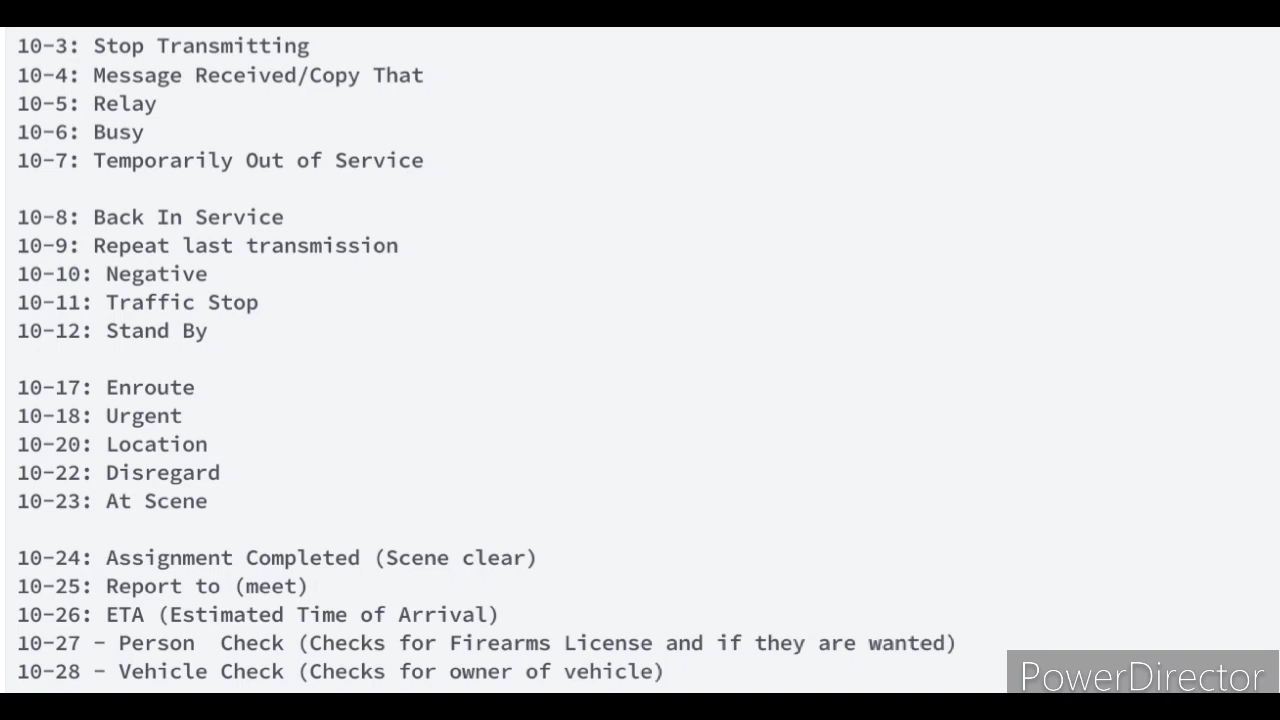 10-3: Stop Transmitting
10-4: Message Received/Copy That
10-5: Relay
10-6: Busy
10-7: Temporarily Out of Service
10-8: Back In Service
10-9: Repeat last transmission
10-10: Negative
10-11: Traffic Stop
10-12: Stand By
10-17: Enroute
10-18: Urgent
10-20: Location
10-22: Disregard
10-23: At Scene
10-24: Assignment Completed (Scene clear)
10-25: Report to (meet)
10-26: ETA (Estimated Time of Arrival)
10-27 - Person  Check (Checks for Firearms License and if they are wanted)
10-28 - Vehicle Check (Checks for owner of vehicle)
PowerDirector